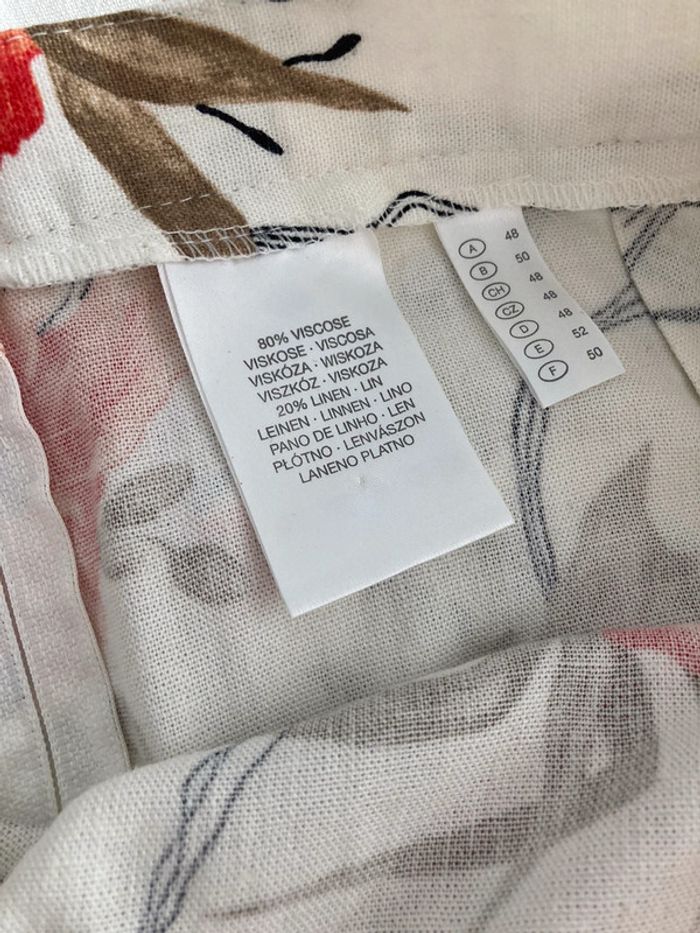 80% VISCOSE
VISKOSE · VISCOSA
VISKÓZA · WISKOZA
VISZKÓZ · VISKOZA
20% LINEN · LIN
LEINEN · LINNEN · LINO
PANO DE LINHO · LEN
PŁÓTNO · LENVÁSZON
LANENO PLATNO
A 48
B 50
CH 48
CZ 48
D 48
E 52
F 50